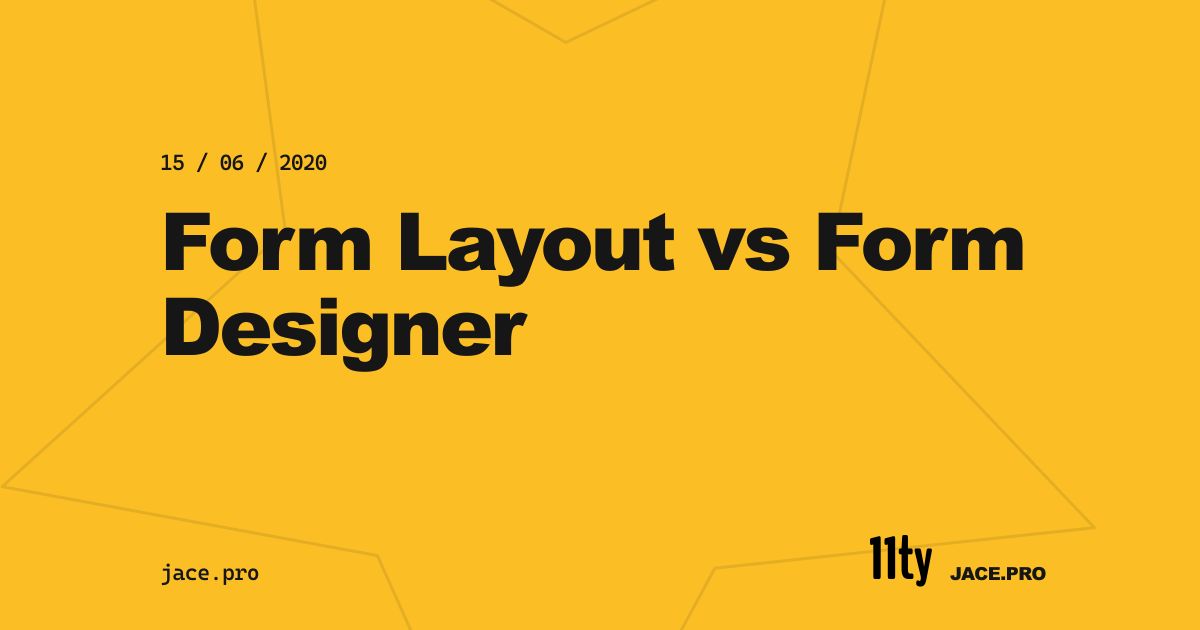 15 / 06 / 2020
Form Layout vs Form
Designer
jace.pro
11ty JACE.PRO